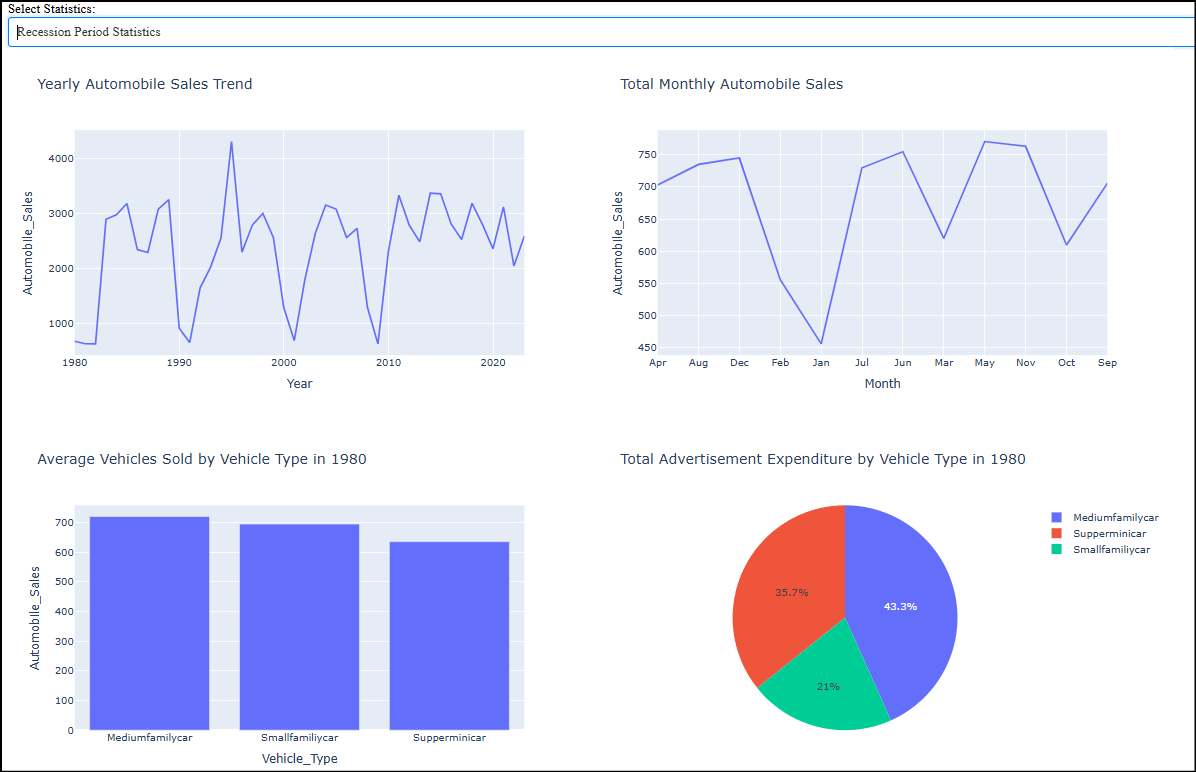 Select Statistics:
Recession Period Statistics
Yearly Automobile Sales Trend
4000
3000
2000
1000
Automobile_Sales
1980 1990 2000 2010 2020
Year
Total Monthly Automobile Sales
750
700
650
600
550
500
450
Automobile_Sales
Apr Aug Dec Feb Jan Jul Jun Mar May Nov Oct Sep
Month
Average Vehicles Sold by Vehicle Type in 1980
700
600
500
400
300
200
100
0
Automobile_Sales
Mediumfamilycar Smallfamiliycar Supperminicar
Vehicle_Type
Total Advertisement Expenditure by Vehicle Type in 1980
35.7%
43.3%
21%
Mediumfamilycar
Supperminicar
Smallfamiliycar